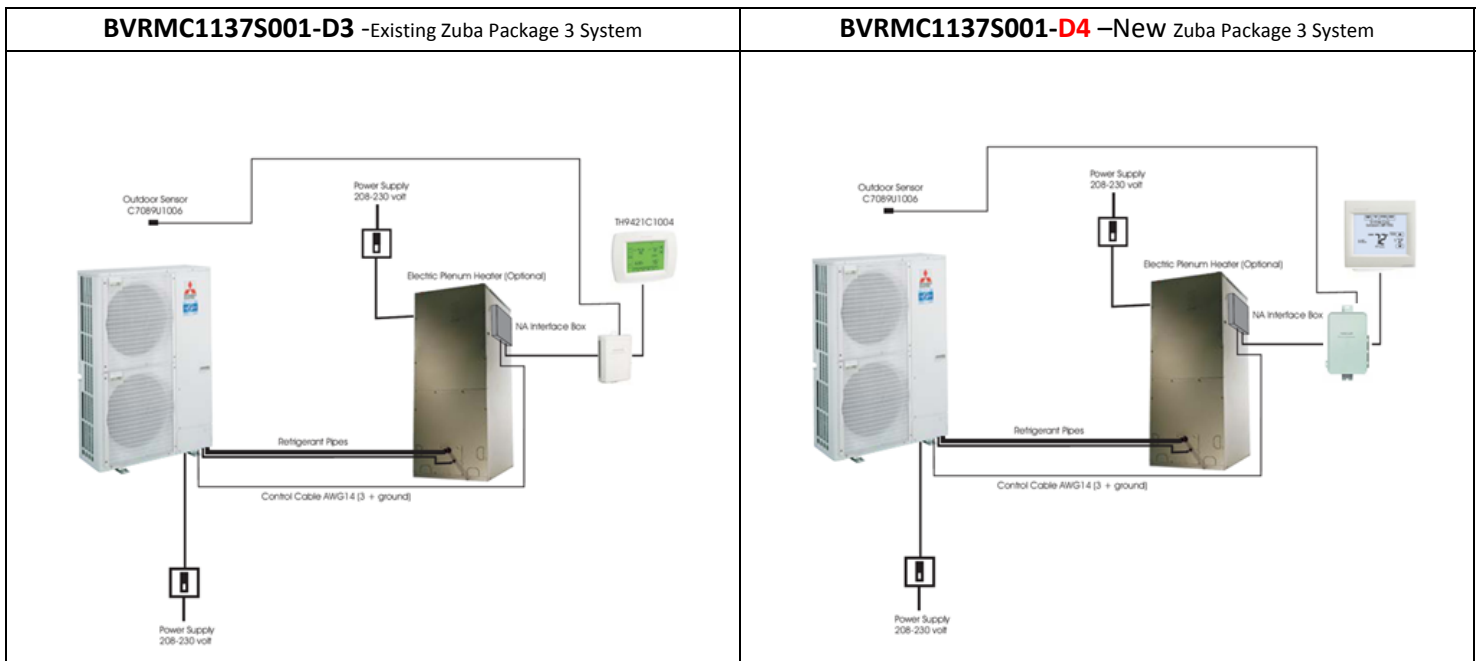 BVRMC1137S001-D3 -Existing Zuba Package 3 System
BVRMC1137S001-D4 –New Zuba Package 3 System
Outdoor Sensor
C7089U1006
Power Supply
208-230 volt
TH9421C1004
Electric Plenum Heater (Optional)
NA Interface Box
Refrigerant Pipes
Control Cable AWG14 (3 + ground)
Power Supply
208-230 volt
Outdoor Sensor
C7089U1006
Power Supply
208-230 volt
Electric Plenum Heater (Optional)
NA Interface Box
Refrigerant Pipes
Control Cable AWG14 (3 + ground)
Power Supply
208-230 volt